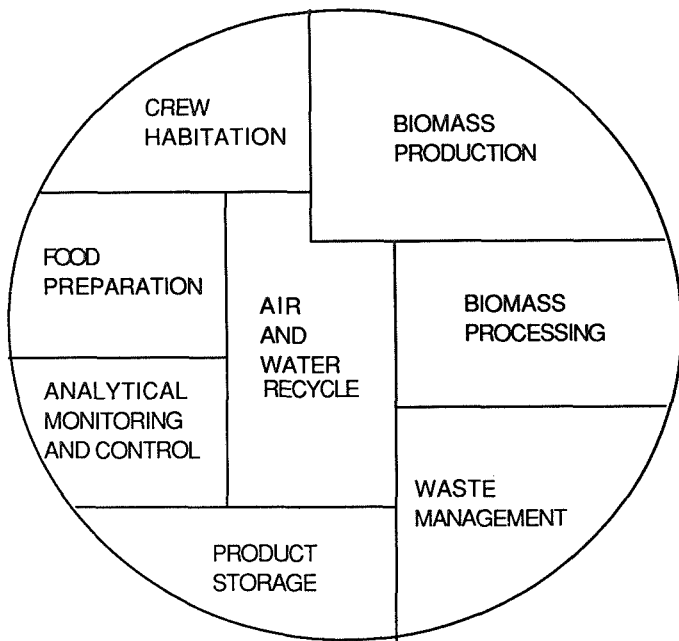 CREW
HABITATION
BIOMASS
PRODUCTION
FOOD
PREPARATION
AIR
AND
WATER
RECYCLE
BIOMASS
PROCESSING
ANALYTICAL
MONITORING
AND CONTROL
WASTE
MANAGEMENT
PRODUCT
STORAGE